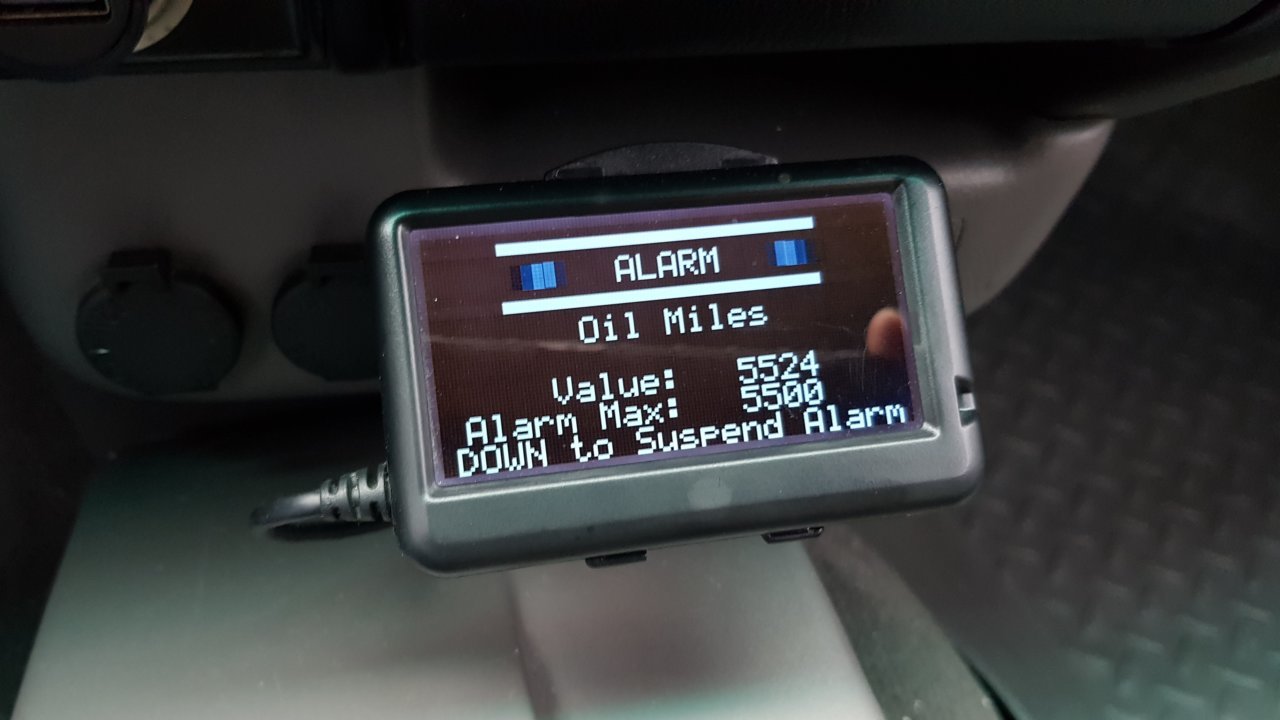 ALARM
Oil Miles
Value: 5524
Alarm Max: 5500
DOWN to Suspend Alarm